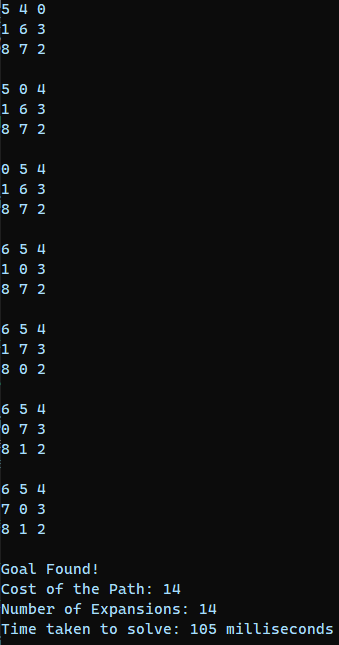 5 4 0
1 6 3
8 7 2

5 0 4
1 6 3
8 7 2

0 5 4
1 6 3
8 7 2

6 5 4
1 0 3
8 7 2

6 5 4
1 7 3
8 0 2

6 5 4
0 7 3
8 1 2

6 5 4
7 0 3
8 1 2

Goal Found!
Cost of the Path: 14
Number of Expansions: 14
Time taken to solve: 105 milliseconds